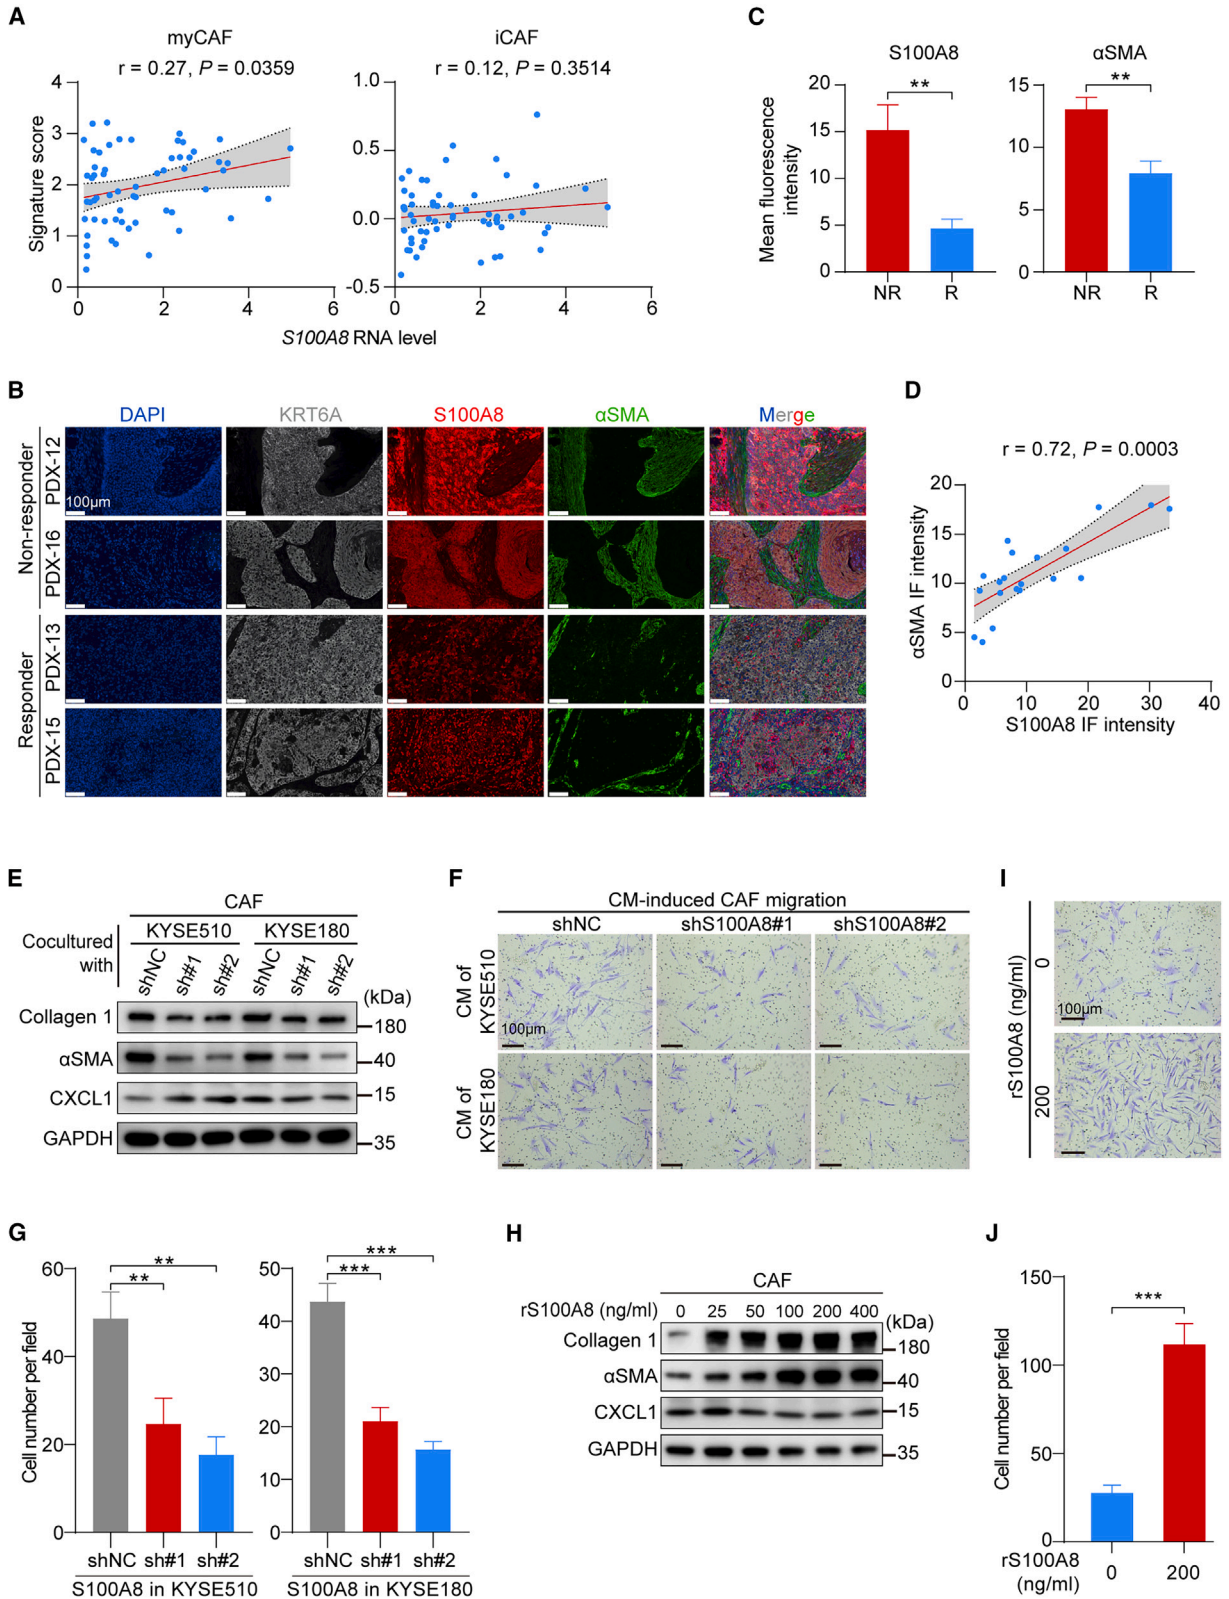 A
myCAF
r = 0.27, P = 0.0359
iCAF
r = 0.12, P = 0.3514
Signature score
4
3
2
1
0
0
2
4
6
1.0
0.5
0.0
-0.5
0
2
4
6
S100A8 RNA level
C
S100A8
αSMA
Mean fluorescence
intensity
20
15
10
5
0
**
NR
R
15
10
5
0
**
NR
R
B
DAPI
KRT6A
S100A8
αSMA
Merge
Non-responder
PDX-12
PDX-16
Responder
PDX-13
PDX-15
100μm
D
r = 0.72, P = 0.0003
αSMA IF intensity
20
15
10
5
0
0
10
20
30
40
S100A8 IF intensity
E
CAF
Cocultured
with
KYSE510
KYSE180
shNC
sh#1
sh#2
shNC
sh#1
sh#2
(kDa)
Collagen 1
180
αSMA
40
CXCL1
15
GAPDH
35
F
CM-induced CAF migration
shNC
shS100A8#1
shS100A8#2
CM of
KYSE510
100μm
CM of
KYSE180
I
rS100A8 (ng/ml)
0
100μm
200
G
Cell number per field
60
40
20
0
**
**
shNC
sh#1
sh#2
S100A8 in KYSE510
50
40
30
20
10
0
***
***
shNC
sh#1
sh#2
S100A8 in KYSE180
H
CAF
rS100A8 (ng/ml)
0
25
50
100
200
400
(kDa)
Collagen 1
180
αSMA
40
CXCL1
15
GAPDH
35
J
Cell number per field
150
100
50
0
***
rS100A8
(ng/ml)
0
200